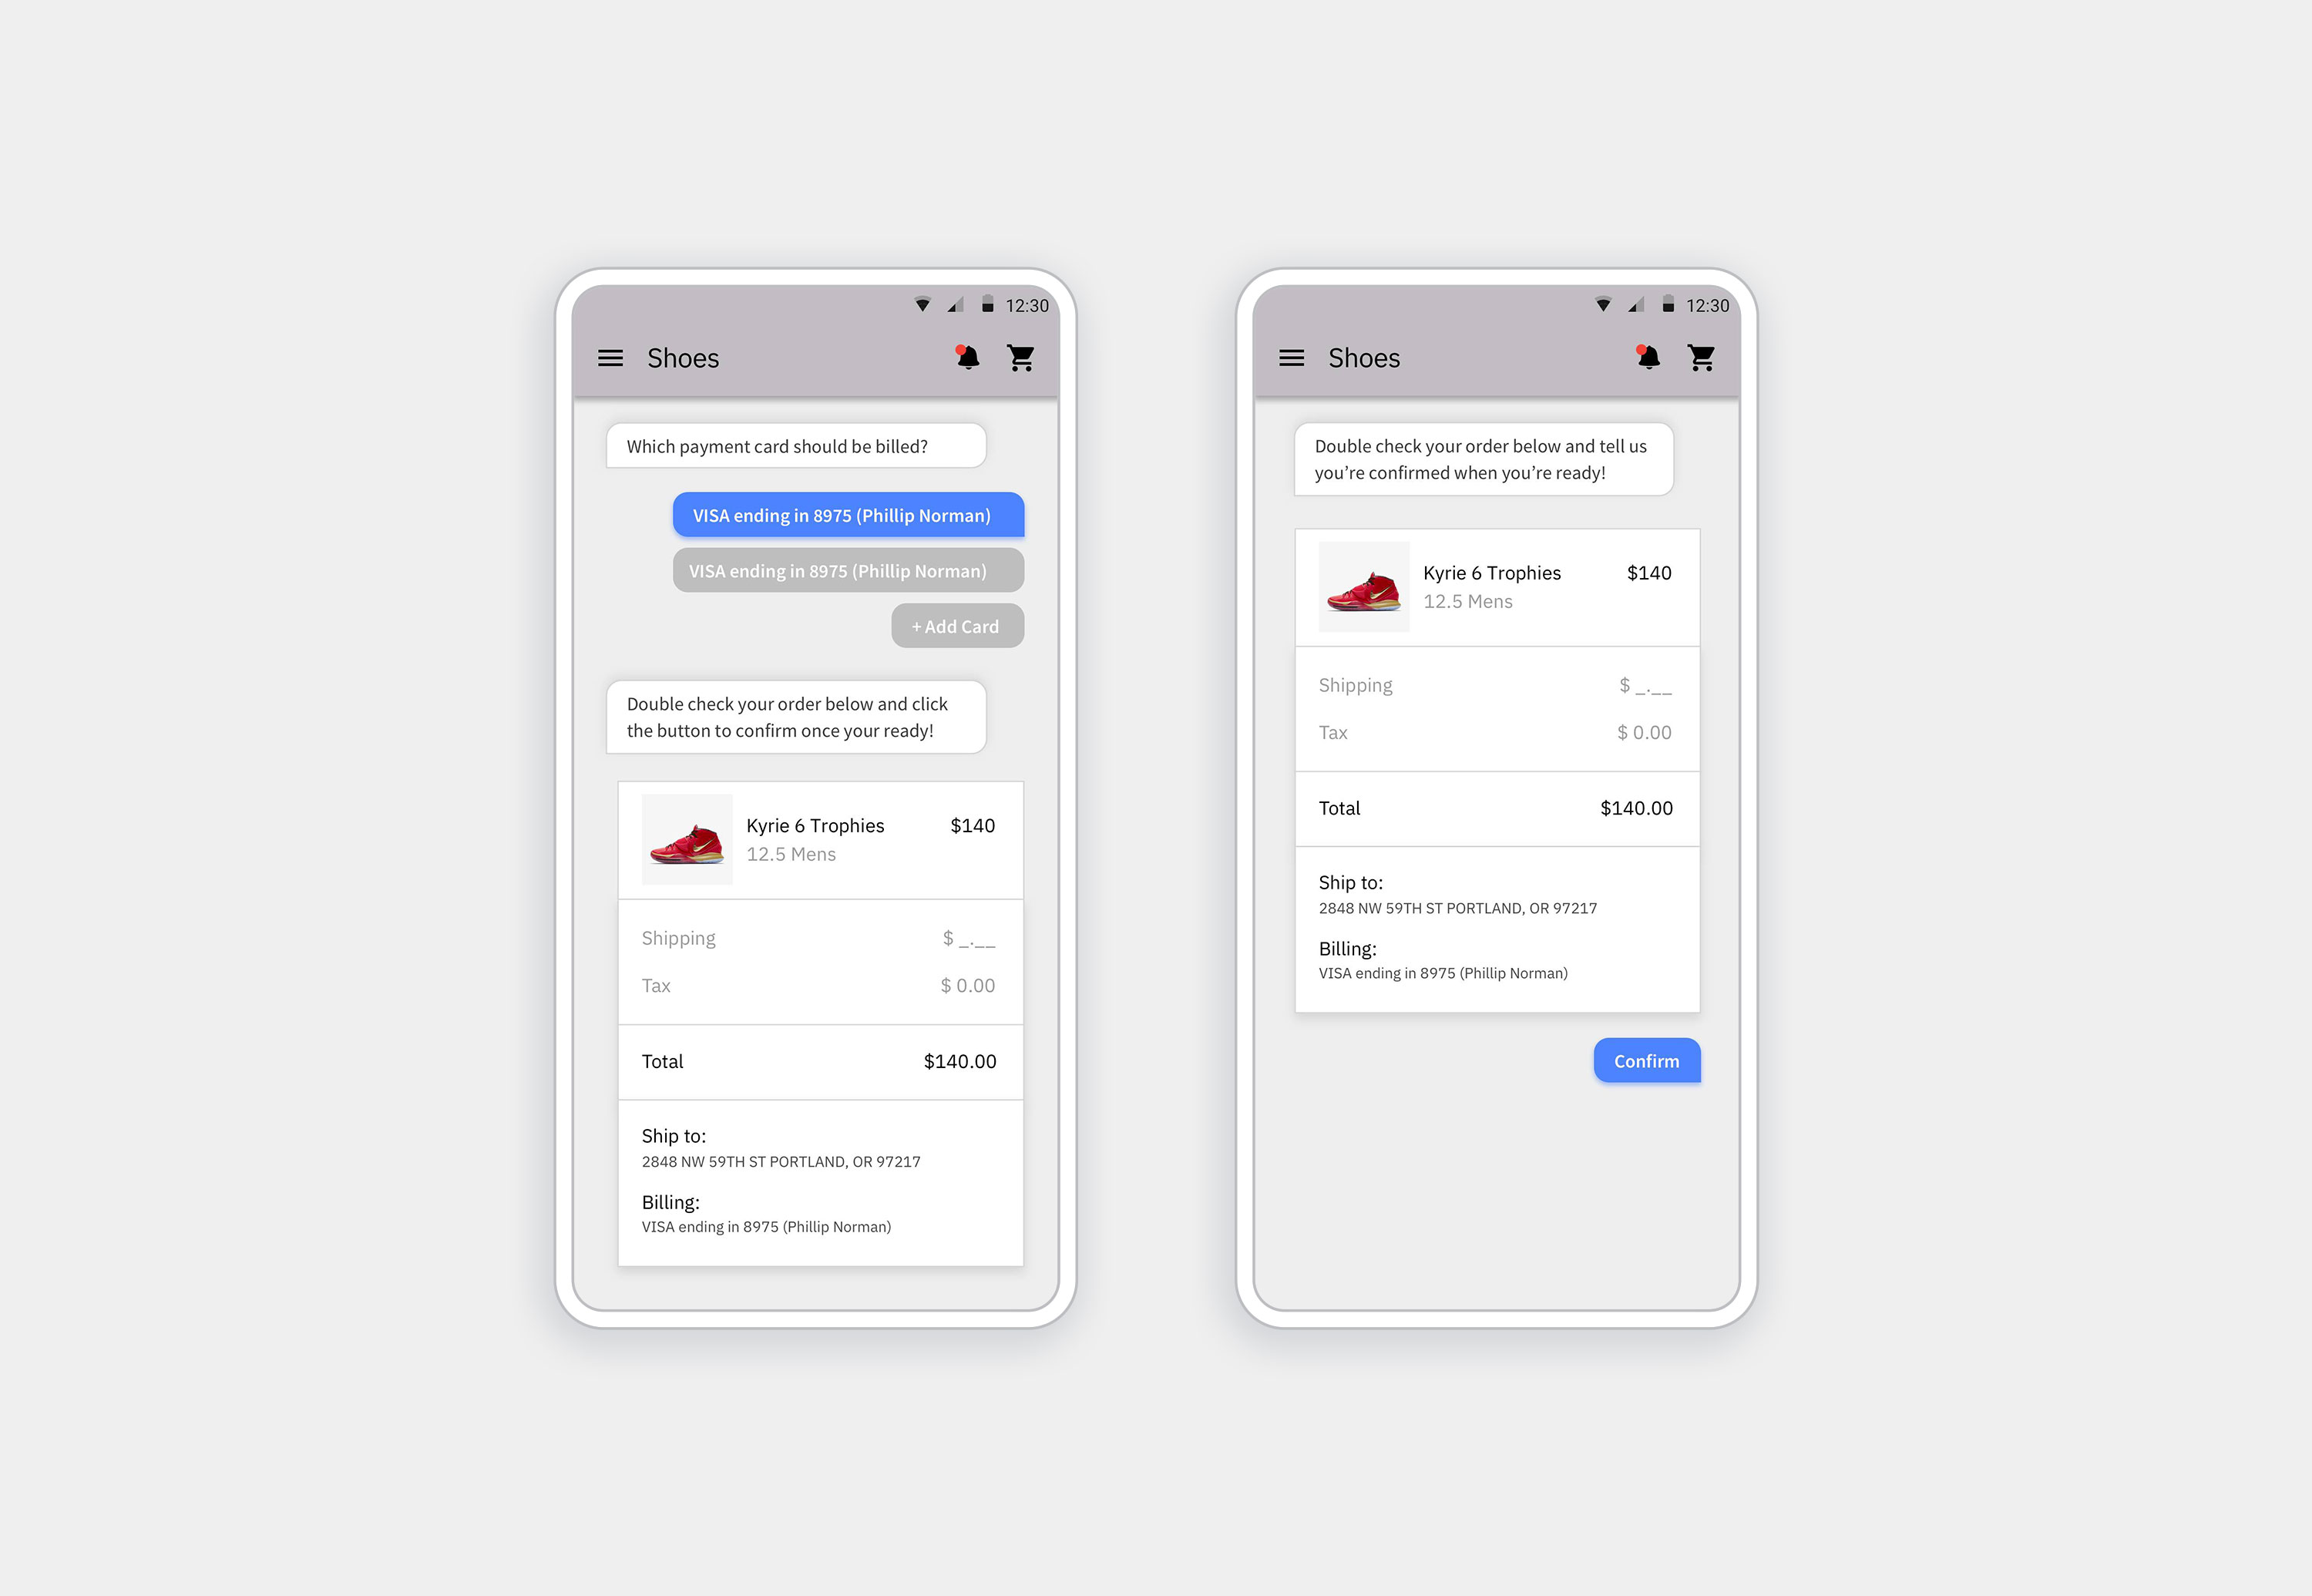 12:30
Shoes
Which payment card should be billed?
VISA ending in 8975 (Phillip Norman)
VISA ending in 8975 (Phillip Norman)
+ Add Card
Double check your order below and click
the button to confirm once your ready!
Kyrie 6 Trophies $140
12.5 Mens
Shipping $ _.__
Tax $ 0.00
Total $140.00
Ship to:
2848 NW 59TH ST PORTLAND, OR 97217
Billing:
VISA ending in 8975 (Phillip Norman)
12:30
Shoes
Double check your order below and tell us
you’re confirmed when you’re ready!
Kyrie 6 Trophies $140
12.5 Mens
Shipping $ _.__
Tax $ 0.00
Total $140.00
Ship to:
2848 NW 59TH ST PORTLAND, OR 97217
Billing:
VISA ending in 8975 (Phillip Norman)
Confirm